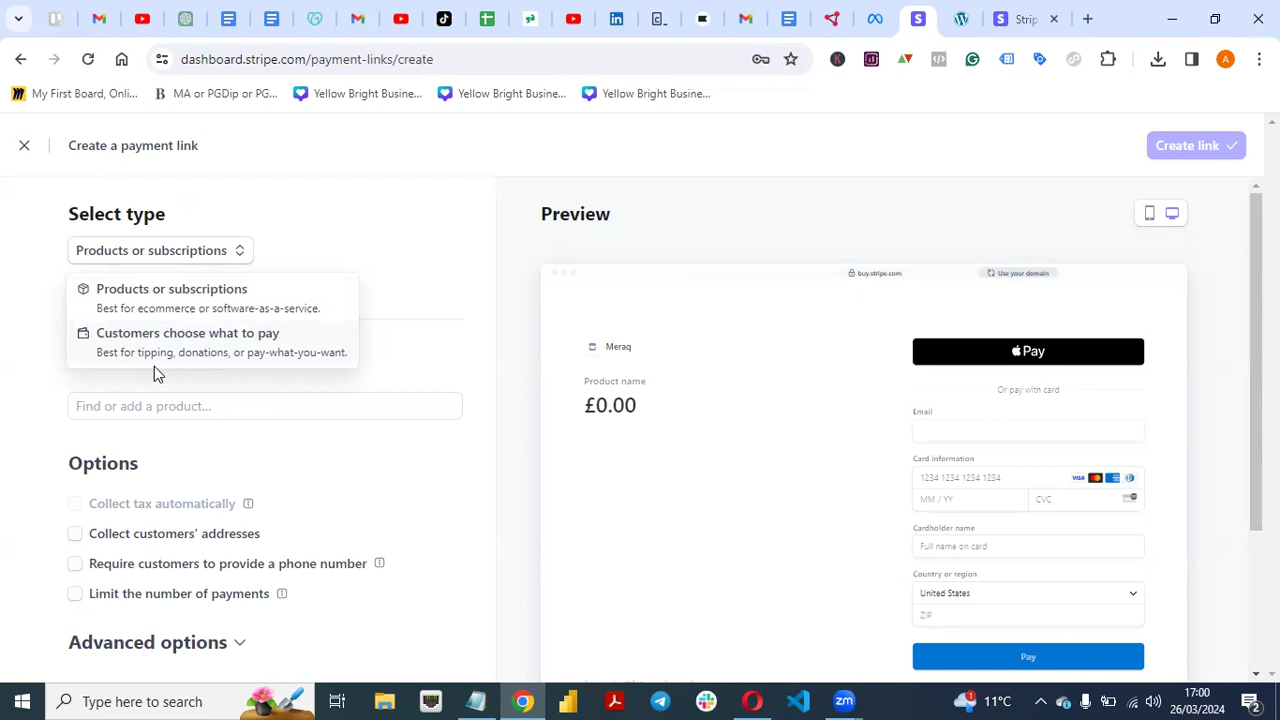 Strip
dashboard.stripe.com/payment-links/create
A
My First Board, Onli...
MA or PGDip or PG...
Yellow Bright Busine...
Yellow Bright Busine...
Yellow Bright Busine...
Create a payment link
Create link
Select type
Products or subscriptions
Products or subscriptions
Best for ecommerce or software-as-a-service.
Customers choose what to pay
Best for tipping, donations, or pay-what-you-want.
Find or add a product...
Options
Collect tax automatically
Collect customers' addresses
Require customers to provide a phone number
Limit the number of payments
Advanced options
Preview
buy.stripe.com
Use your domain
Meraq
Product name
£0.00
Pay
Or pay with card
Email
Card information
1234 1234 1234 1234
VISA
MM / YY
CVC
Cardholder name
Full name on card
Country or region
United States
ZIP
Pay
Type here to search
11°C
17:00
26/03/2024